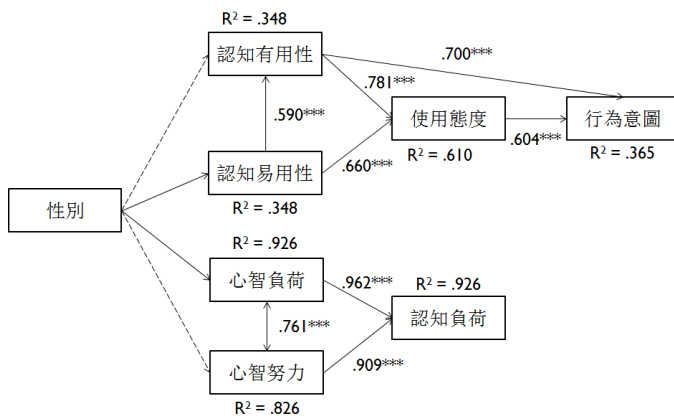 R² = .348
認知有用性
.700***
.781***
.590***
使用態度
行為意圖
.604***
R² = .610
R² = .365
認知易用性
.660***
R² = .348
性別
R² = .926
心智負荷
.962***
R² = .926
.761***
認知負荷
心智努力
.909***
R² = .826